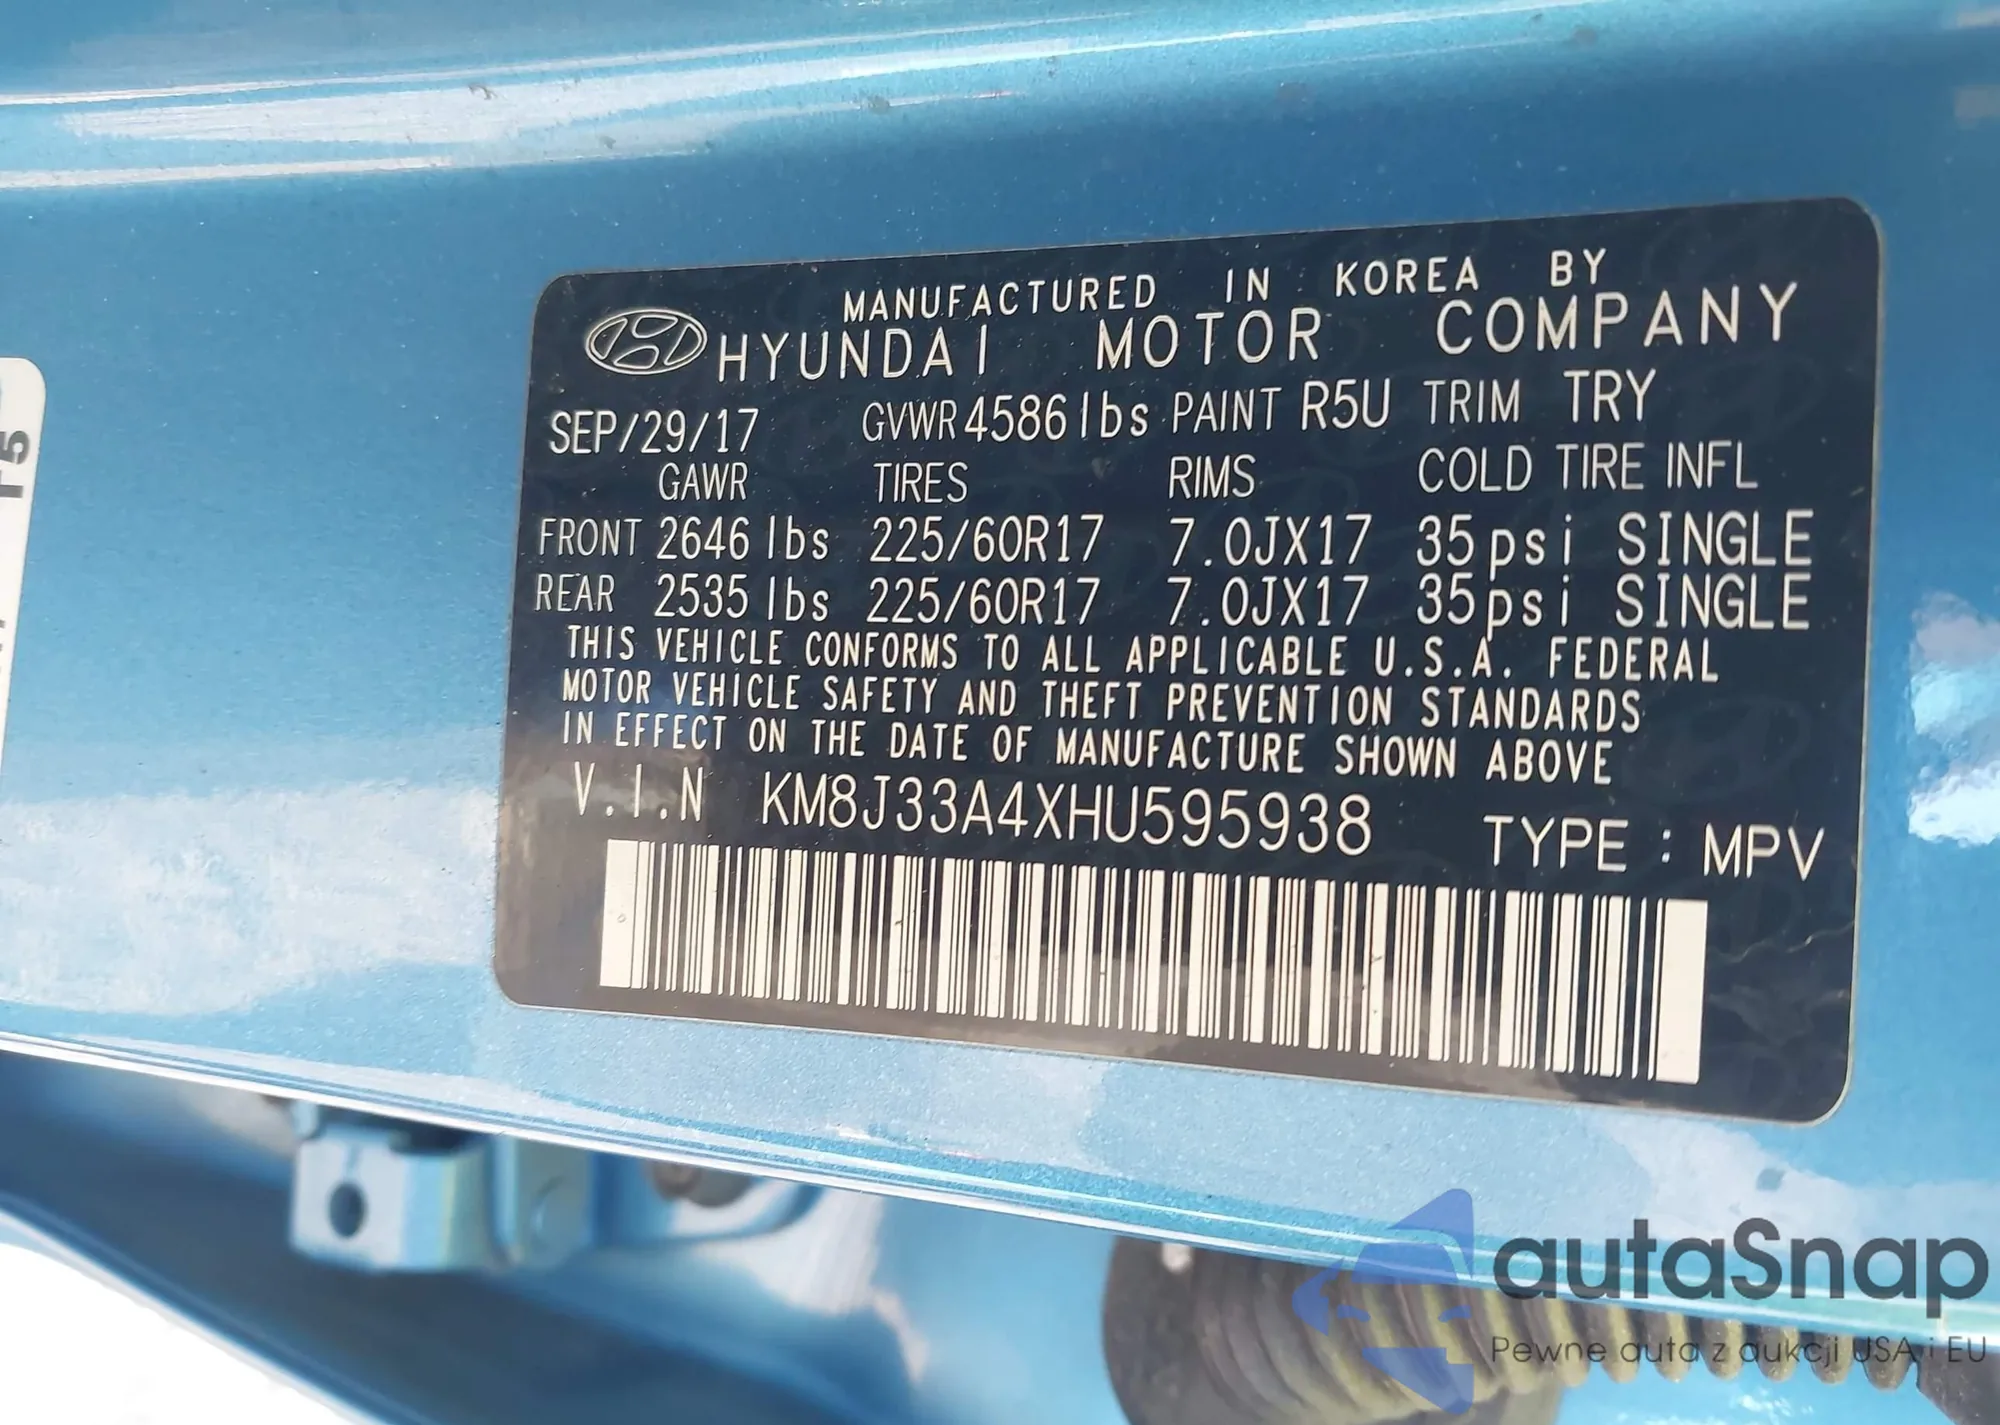 MANUFACTURED IN KOREA BY
HYUNDAI MOTOR COMPANY
SEP/29/17 GVWR 4586 lbs PAINT R5U TRIM TRY
GAWR TIRES RIMS COLD TIRE INFL
FRONT 2646 lbs 225/60R17 7.0JX17 35psi SINGLE
REAR 2535 lbs 225/60R17 7.0JX17 35psi SINGLE
THIS VEHICLE CONFORMS TO ALL APPLICABLE U.S.A. FEDERAL
MOTOR VEHICLE SAFETY AND THEFT PREVENTION STANDARDS
IN EFFECT ON THE DATE OF MANUFACTURE SHOWN ABOVE
V.I.N KM8J33A4XHU595938 TYPE : MPV
autaSnap
Pewne auta z aukcji USA i EU